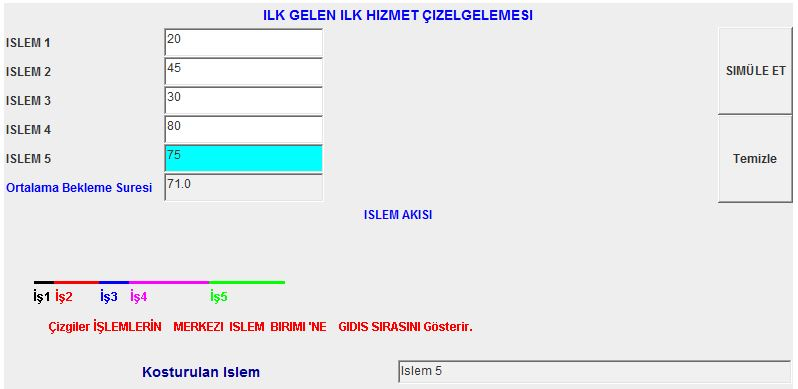 ILK GELEN ILK HIZMET ÇIZELGELEMESI
ISLEM 1 20
ISLEM 2 45
SIMÜLE ET
ISLEM 3 30
ISLEM 4 80
ISLEM 5 75
Temizle
Ortalama Bekleme Suresi 71.0
ISLEM AKISI
İş1 İş2 İş3 İş4 İş5
Çizgiler İŞLEMLERİN MERKEZI ISLEM BIRIMI 'NE GIDIS SIRASINI Gösterir.
Kosturulan Islem Islem 5